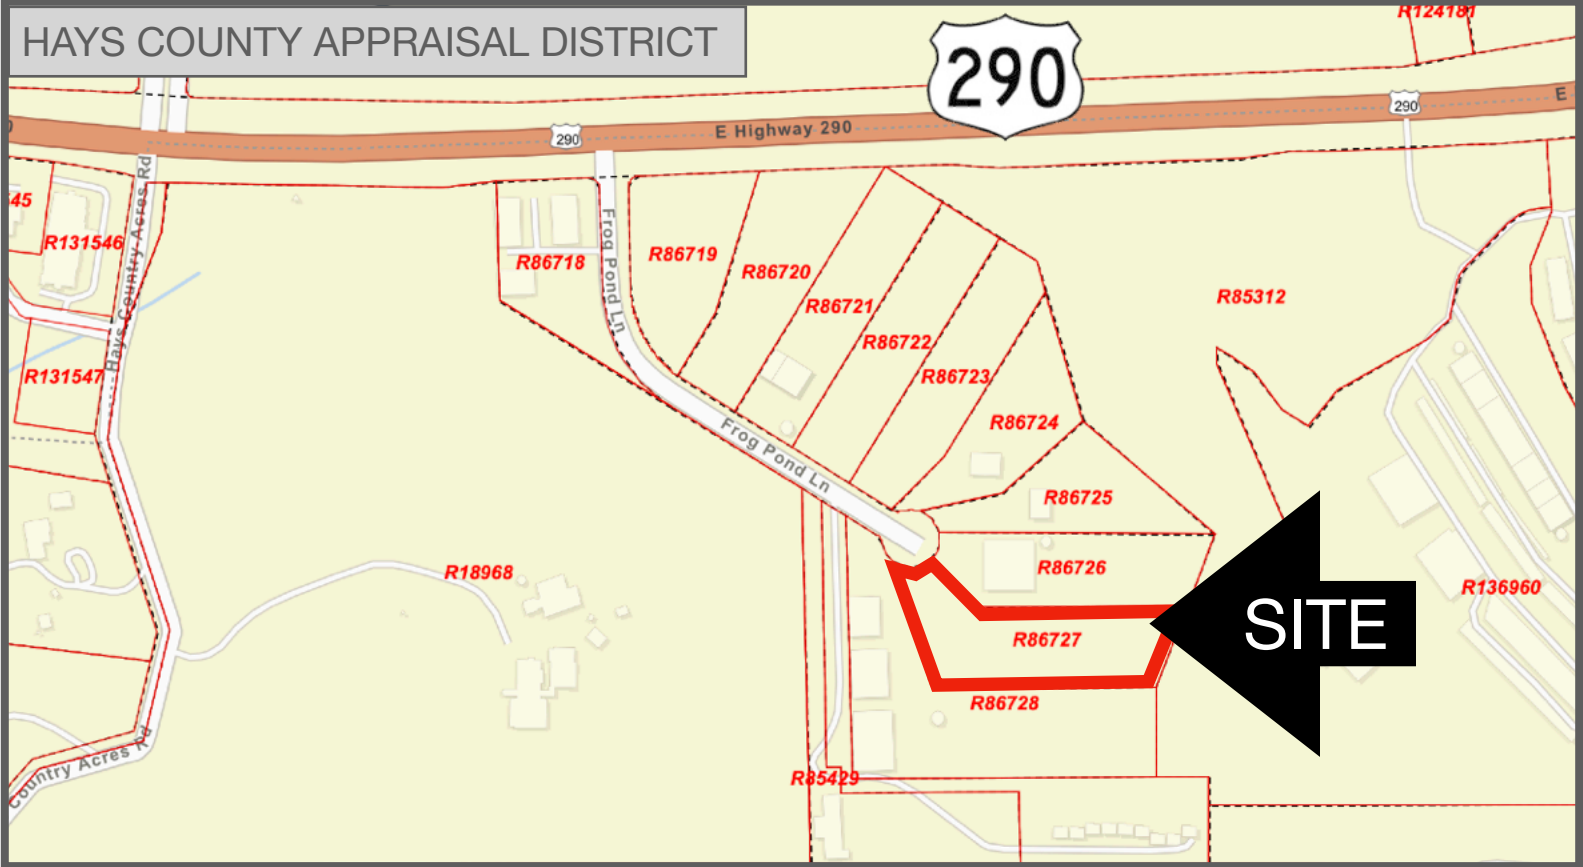 HAYS COUNTY APPRAISAL DISTRICT
R124181
290
290
E
E Highway 290
290
Hays Country Acres Rd
45
R131546
Frog Pond Ln
R86718
R86719
R86720
R86721
R86722
R86723
R86724
R85312
R131547
Frog Pond Ln
R86725
R86726
R18968
R136960
SITE
R86727
R86728
Country Acres Rd
R85429